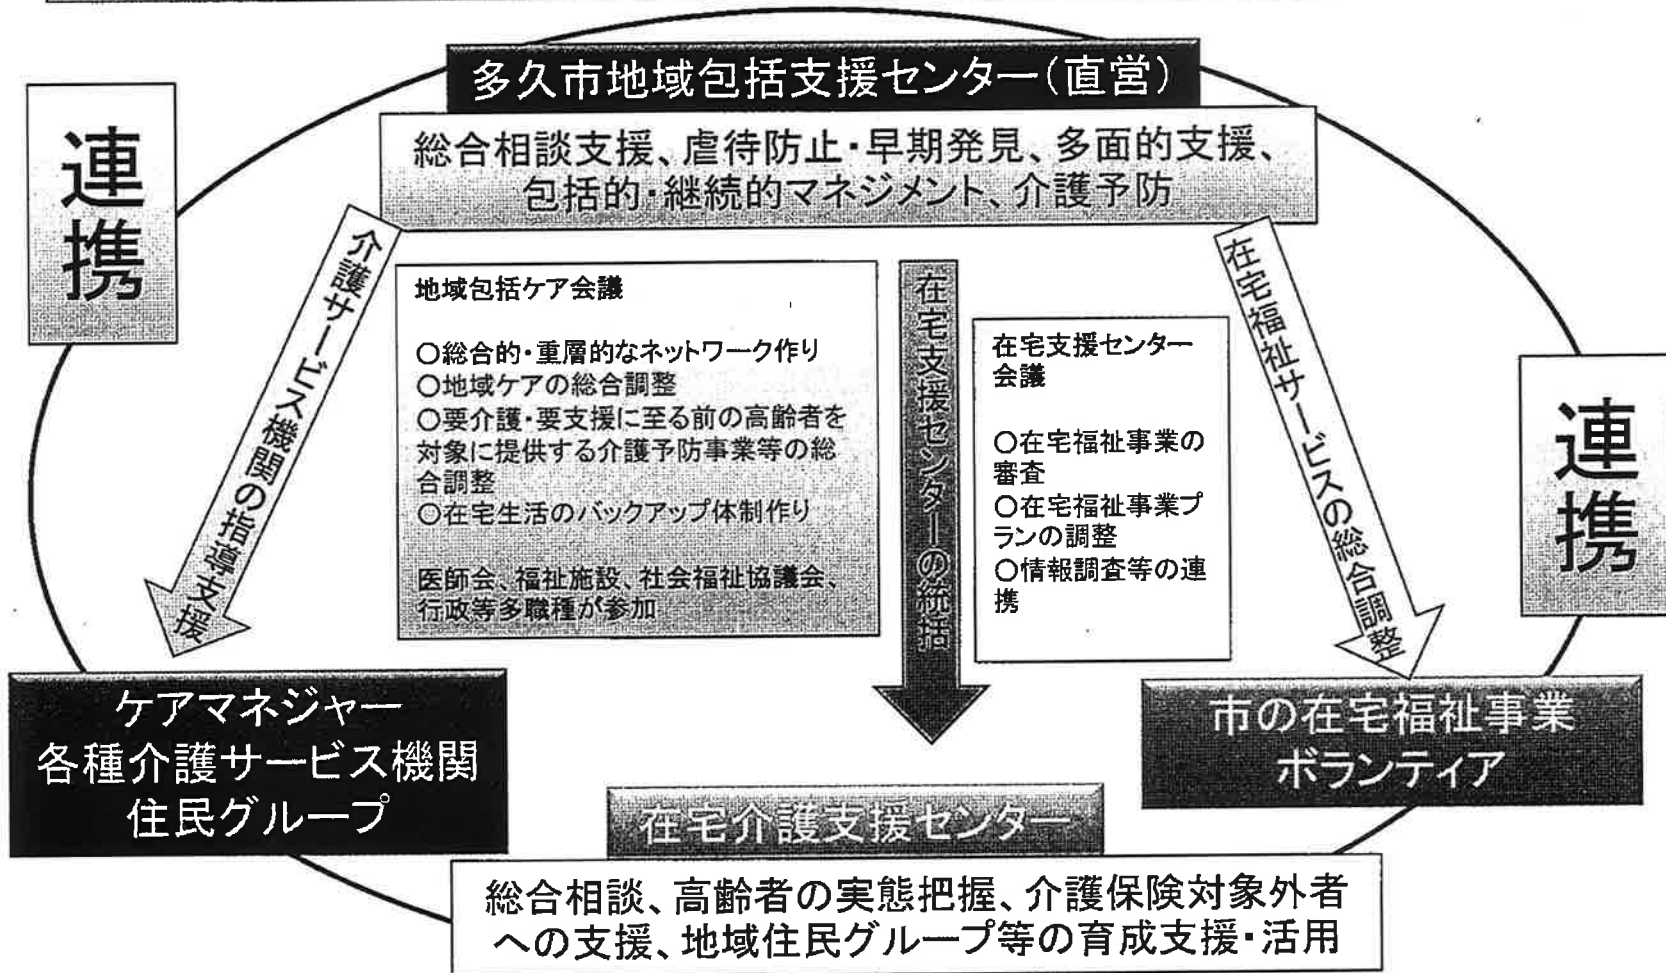 多久市地域包括支援センター(直営)
総合相談支援、虐待防止・早期発見、多面的支援、
包括的・継続的マネジメント、介護予防
連携
介護サービス機関の指導支援
地域包括ケア会議
○総合的・重層的なネットワーク作り
○地域ケアの総合調整
○要介護・要支援に至る前の高齢者を
対象に提供する介護予防事業等の総
合調整
○在宅生活のバックアップ体制作り
医師会、福祉施設、社会福祉協議会、
行政等多職種が参加
在宅支援センターの統括
在宅支援センター
会議
○在宅福祉事業の
審査
○在宅福祉事業プ
ランの調整
○情報調査等の連
携
在宅福祉サービスの総合調整
連携
ケアマネジャー
各種介護サービス機関
住民グループ
市の在宅福祉事業
ボランティア
在宅介護支援センター
総合相談、高齢者の実態把握、介護保険対象外者
への支援、地域住民グループ等の育成支援・活用